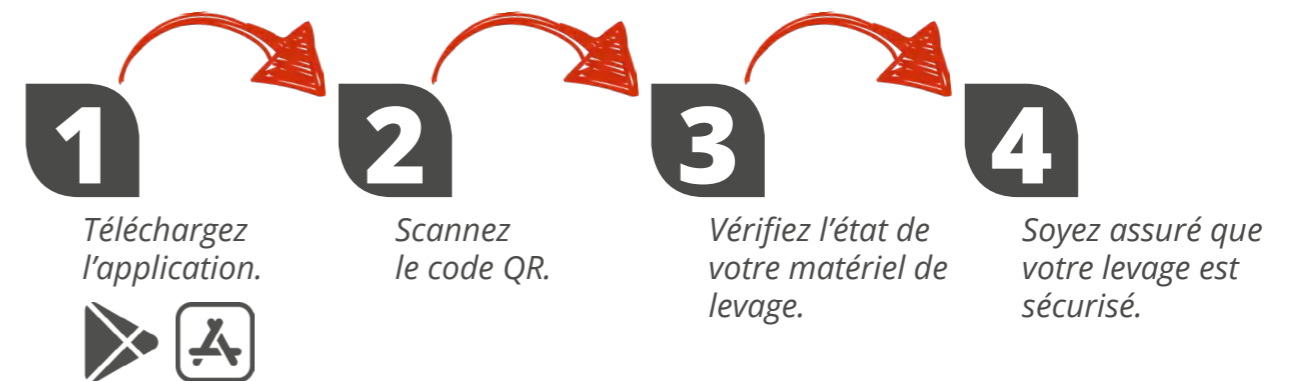 1
Téléchargez
l’application.
2
Scannez
le code QR.
3
Vérifiez l’état de
votre matériel de
levage.
4
Soyez assuré que
votre levage est
sécurisé.